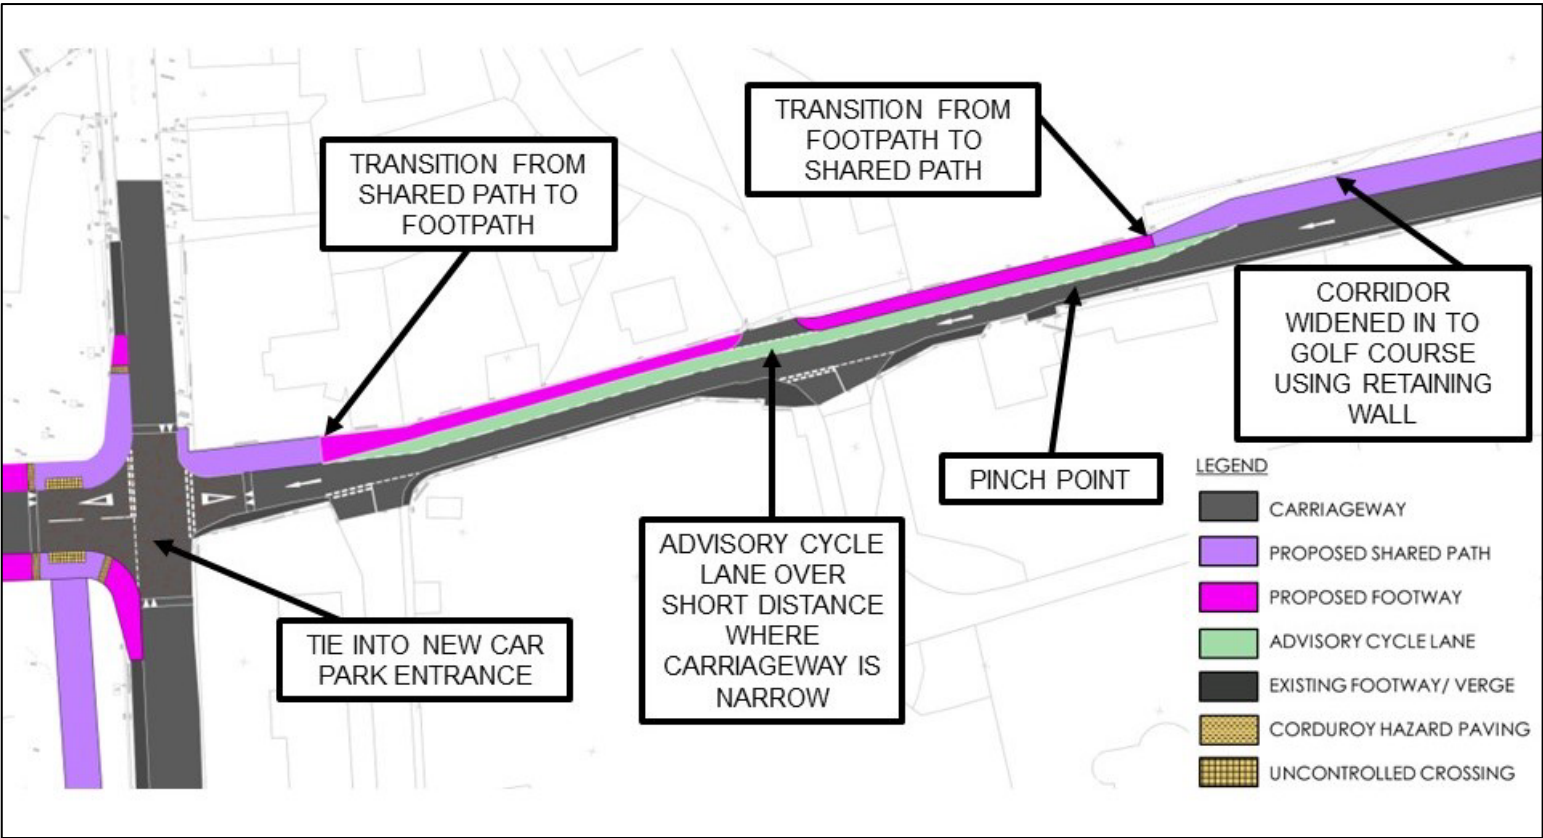 TRANSITION FROM
SHARED PATH TO
FOOTPATH
TRANSITION FROM
FOOTPATH TO
SHARED PATH
CORRIDOR
WIDENED IN TO
GOLF COURSE
USING RETAINING
WALL
PINCH POINT
ADVISORY CYCLE
LANE OVER
SHORT DISTANCE
WHERE
CARRIAGEWAY IS
NARROW
TIE INTO NEW CAR
PARK ENTRANCE
LEGEND
CARRIAGEWAY
PROPOSED SHARED PATH
PROPOSED FOOTWAY
ADVISORY CYCLE LANE
EXISTING FOOTWAY/ VERGE
CORDUROY HAZARD PAVING
UNCONTROLLED CROSSING